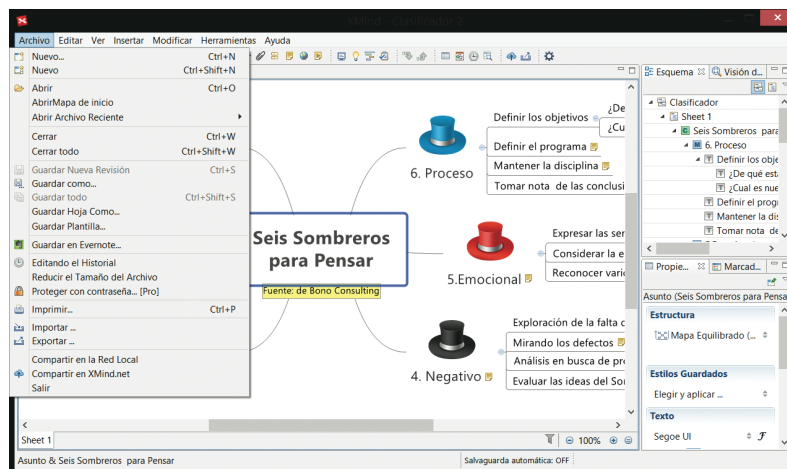 XMind - Clasificador 2
Archivo Editar Ver Insertar Modificar Herramientas Ayuda
Nuevo... Ctrl+N
Nuevo Ctrl+Shift+N
Abrir Ctrl+O
AbrirMapa de inicio
Abrir Archivo Reciente
Cerrar Ctrl+W
Cerrar todo Ctrl+Shift+W
Guardar Nueva Revisión Ctrl+S
Guardar como...
Guardar todo Ctrl+Shift+S
Guardar Hoja Como...
Guardar Plantilla...
Guardar en Evernote...
Editando el Historial
Reducir el Tamaño del Archivo
Proteger con contraseña... [Pro]
Imprimir... Ctrl+P
Importar ...
Exportar ...
Compartir en la Red Local
Compartir en XMind.net
Salir
Seis Sombreros
para Pensar
Fuente: de Bono Consulting
6. Proceso
Definir los objetivos
¿De
¿Cu
Definir el programa
Mantener la disciplina
Tomar nota de las conclusi
5.Emocional
Expresar las ser
Considerar la e
Reconocer vari
4. Negativo
Exploración de la falta d
Mirando los defectos
Análisis en busca de pro
Evaluar las ideas del So
Esquema Visión d...
Clasificador
Sheet 1
Seis Sombreros para
6. Proceso
Definir los obje
¿De qué est
¿Cual es nue
Definir el progr
Mantener la dis
Tomar nota de
Propie... Marcad...
Asunto (Seis Sombreros para Pensa
Estructura
Mapa Equilibrado (...
Estilos Guardados
Elegir y aplicar ...
Texto
Segoe UI
Sheet 1
100%
Asunto & Seis Sombreros para Pensar
Salvaguarda automática: OFF